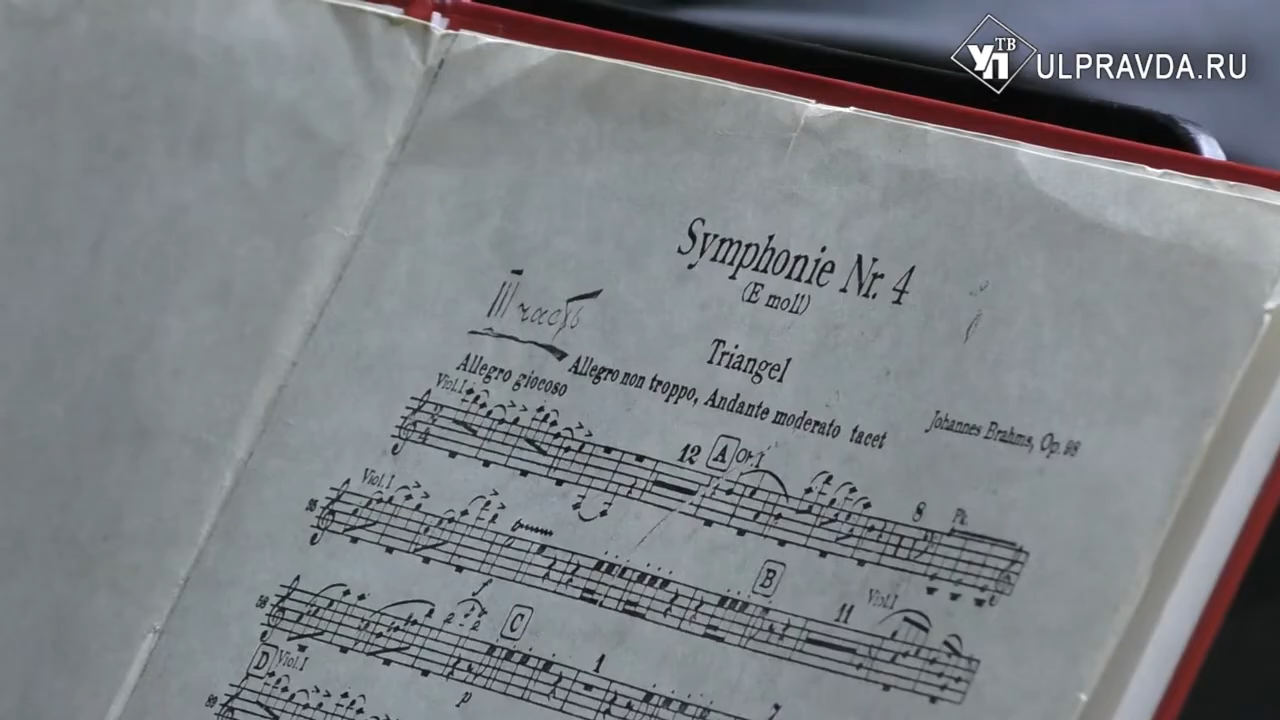 УП ТВ ULPRAVDA.RU
Symphonie Nr. 4
(E moll)
III часть
Triangel
Allegro non troppo, Andante moderato tacet
Johannes Brahms, Op. 98
Allegro giocoso
Viol. I
12 A
8
Viol. I
B
11 Viol. I
f
C
1
p
D Viol. I